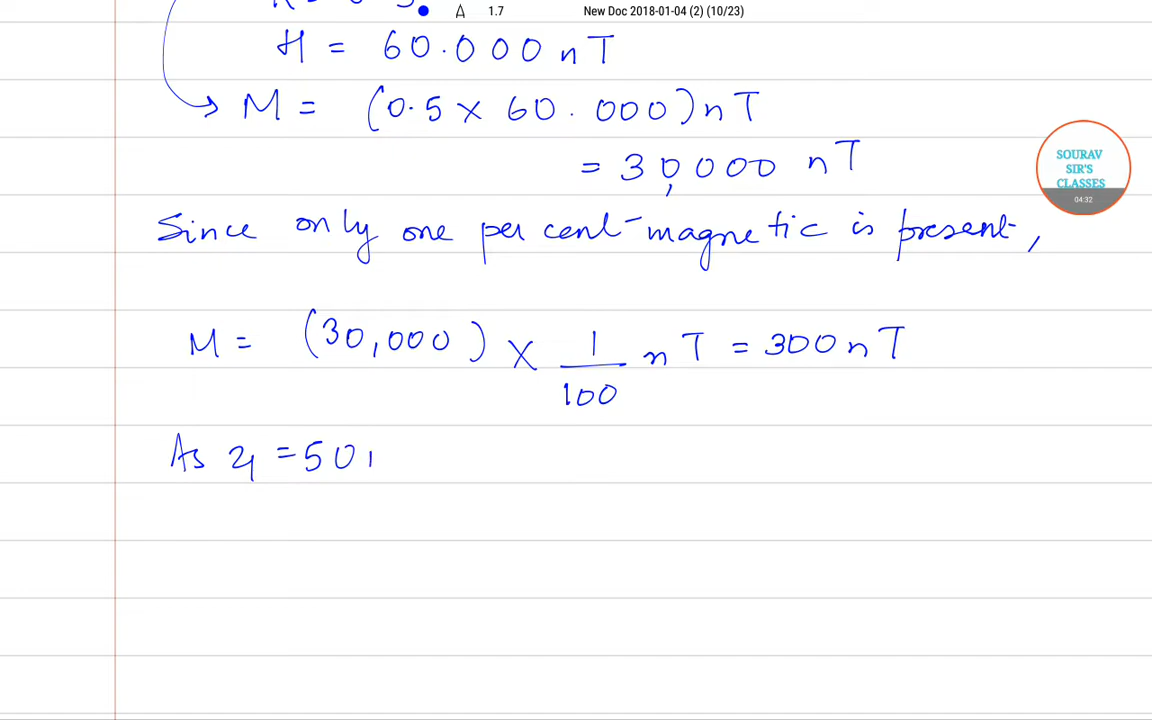 A 1.7 New Doc 2018-01-04 (2) (10/23)
H = 60.000 nT
M = (0.5 x 60.000) nT
= 30,000 nT
SOURAV
SIR'S
CLASSES
04:32
Since only one per cent magnetic is present,
M = (30,000) X 1/100 nT = 300 nT
As z1 = 50